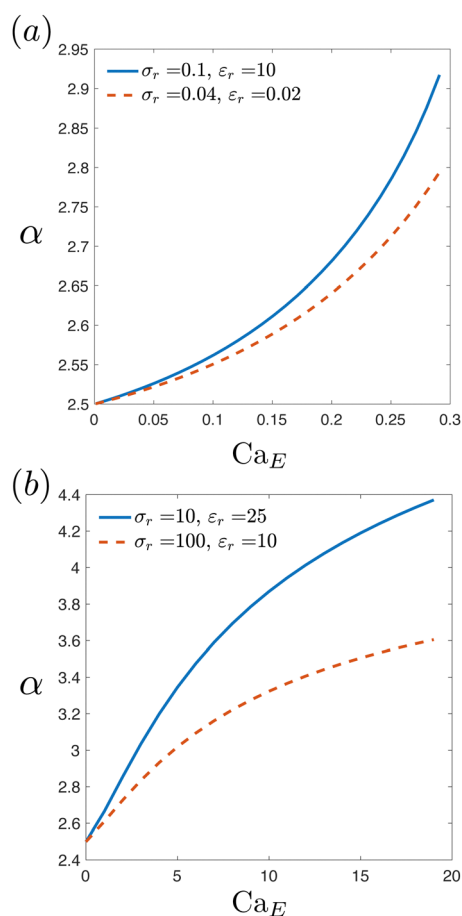 (a)
2.95
2.9
2.85
2.8
2.75
2.7
2.65
2.6
2.55
2.5
α
σr =0.1, εr =10
σr =0.04, εr =0.02
0 0.05 0.1 0.15 0.2 0.25 0.3
CaE
(b)
4.4
4.2
4
3.8
3.6
3.4
3.2
3
2.8
2.6
2.4
α
σr =10, εr =25
σr =100, εr =10
0 5 10 15 20
CaE